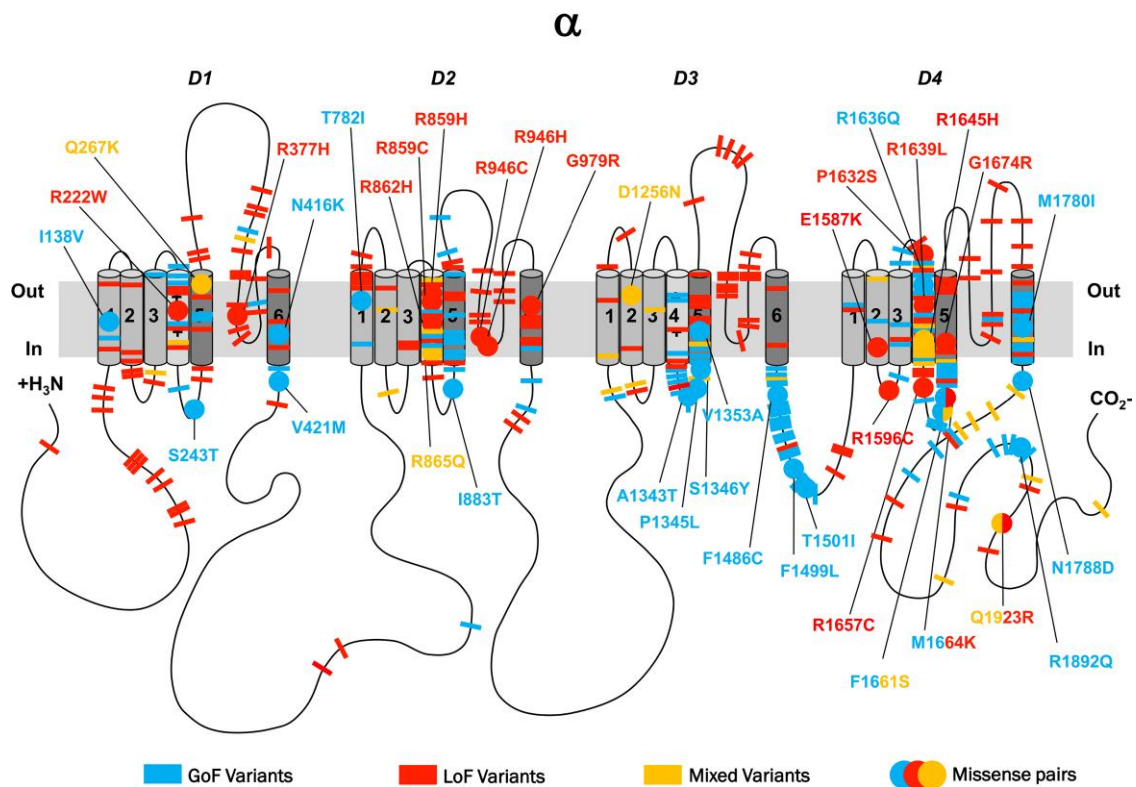 α
D1
D2
D3
D4
T782I
R859H
R1636Q
R1645H
Q267K
R377H
R859C
R946H
R1639L
G1674R
R222W
N416K
R862H
R946C
G979R
D1256N
P1632S
M1780I
I138V
E1587K
Out
1 2 3 5 6
1 2 3 5
1 2 3 4 5 6
1 2 3 5
Out
In
In
+H₃N
CO₂-
S243T
V421M
R865Q
I883T
V1353A
R1596C
A1343T
S1346Y
P1345L
T1501I
F1486C
F1499L
N1788D
Q1923R
R1657C
M1664K
R1892Q
F1661S
GoF Variants
LoF Variants
Mixed Variants
Missense pairs